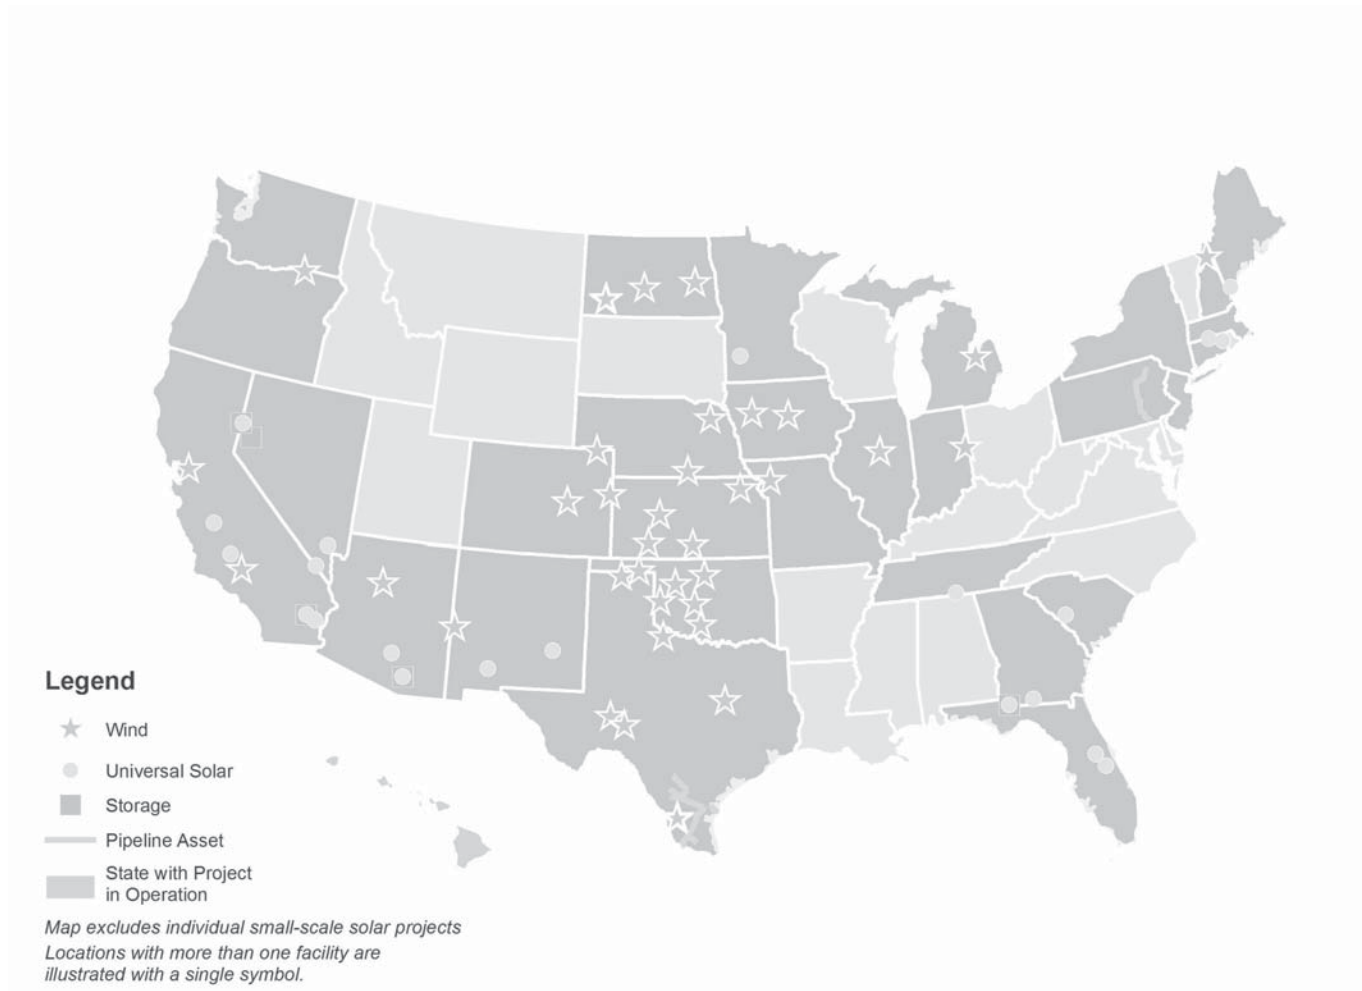 Legend
Wind
Universal Solar
Storage
Pipeline Asset
State with Project
in Operation
Map excludes individual small-scale solar projects
Locations with more than one facility are
illustrated with a single symbol.